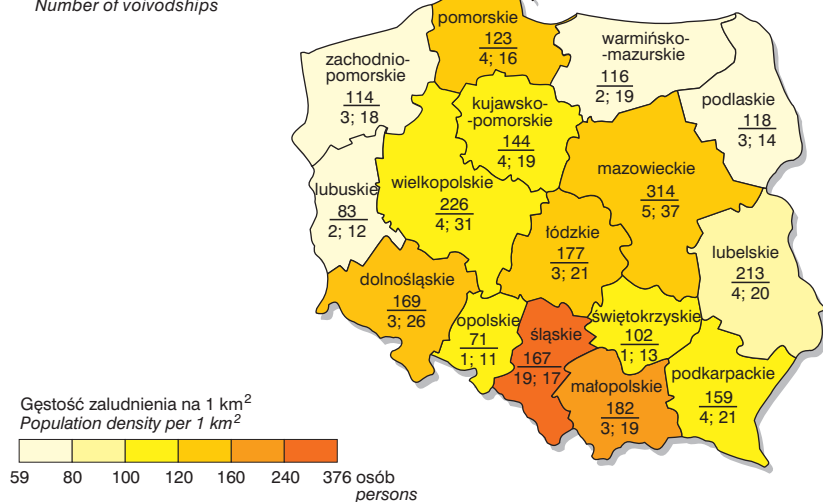 Number of voivodships
pomorskie
123
4; 16
warmińsko-
-mazurskie
116
2; 19
zachodnio-
pomorskie
114
3; 18
podlaskie
118
3; 14
kujawsko-
-pomorskie
144
4; 19
mazowieckie
314
5; 37
lubuskie
83
2; 12
wielkopolskie
226
4; 31
łódzkie
177
3; 21
lubelskie
213
4; 20
dolnośląskie
169
3; 26
opolskie
71
1; 11
śląskie
167
19; 17
świętokrzyskie
102
1; 13
małopolskie
182
3; 19
podkarpackie
159
4; 21
Gęstość zaludnienia na 1 km²
Population density per 1 km²
59 80 100 120 160 240 376 osób
persons